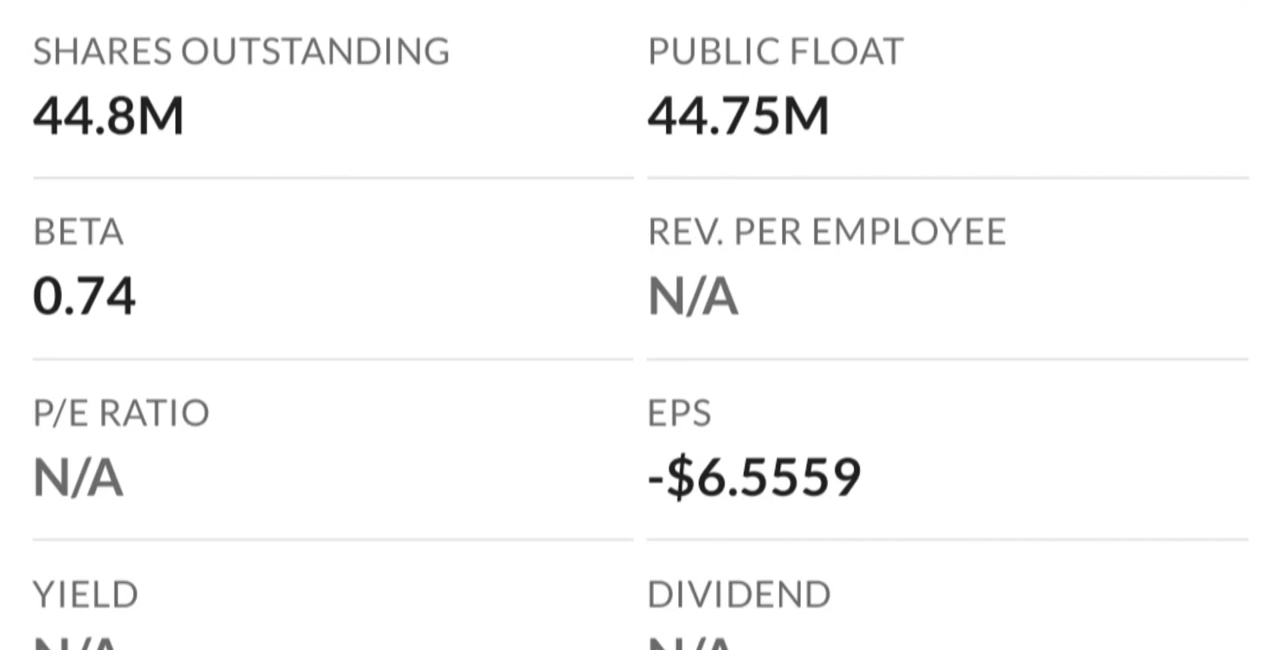 SHARES OUTSTANDING
44.8M
PUBLIC FLOAT
44.75M
BETA
0.74
REV. PER EMPLOYEE
N/A
P/E RATIO
N/A
EPS
-$6.5559
YIELD
N/A
DIVIDEND
N/A